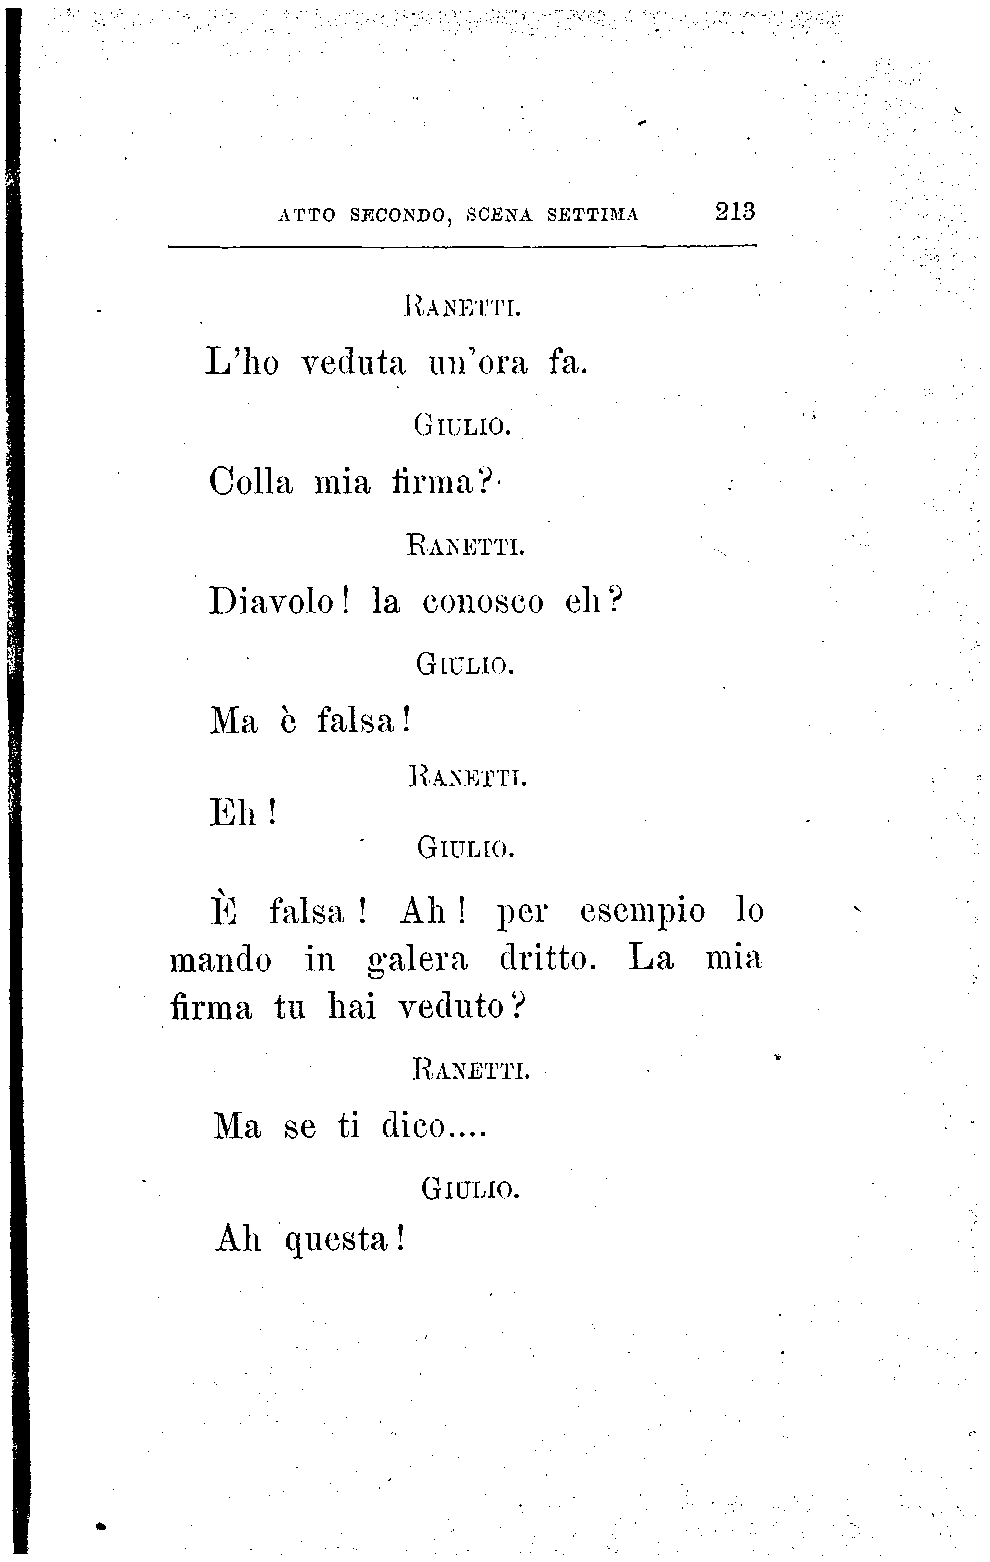 ATTO SECONDO, SCENA SETTIMA 213
RANETTI.
L'ho veduta un'ora fa.
GIULIO.
Colla mia firma?
RANETTI.
Diavolo! la conosco eh?
GIULIO.
Ma è falsa!
RANETTI.
Eh!
GIULIO.
È falsa! Ah! per esempio lo
mando in galera dritto. La mia
firma tu hai veduto?
RANETTI.
Ma se ti dico....
GIULIO.
Ah questa!